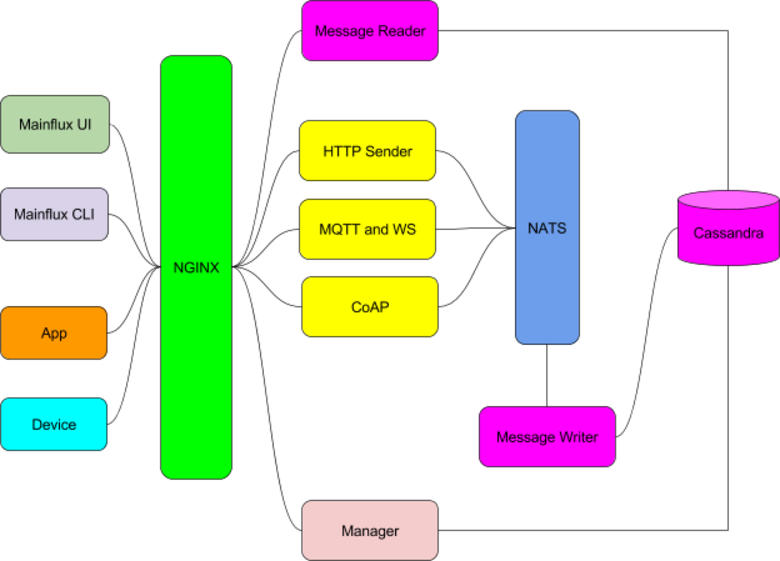 Message Reader
Mainflux UI
HTTP Sender
Mainflux CLI
MQTT and WS
NATS
Cassandra
NGINX
CoAP
App
Device
Message Writer
Manager